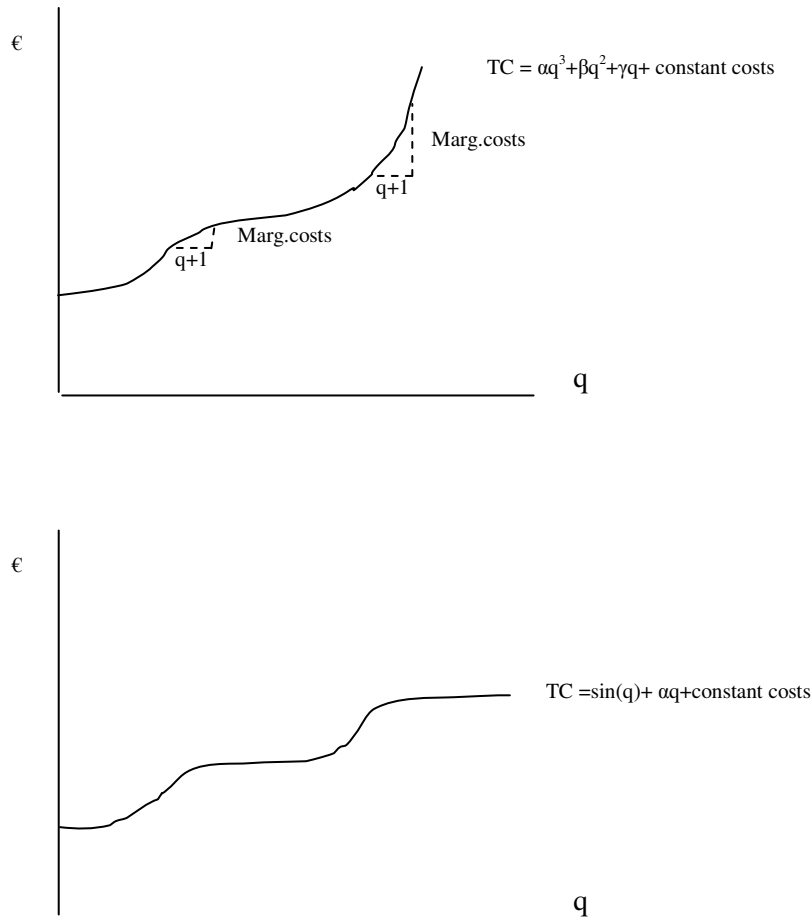 €
TC = αq³+βq²+γq+ constant costs
Marg.costs
q+1
Marg.costs
q+1
q
€
TC =sin(q)+ αq+constant costs
q